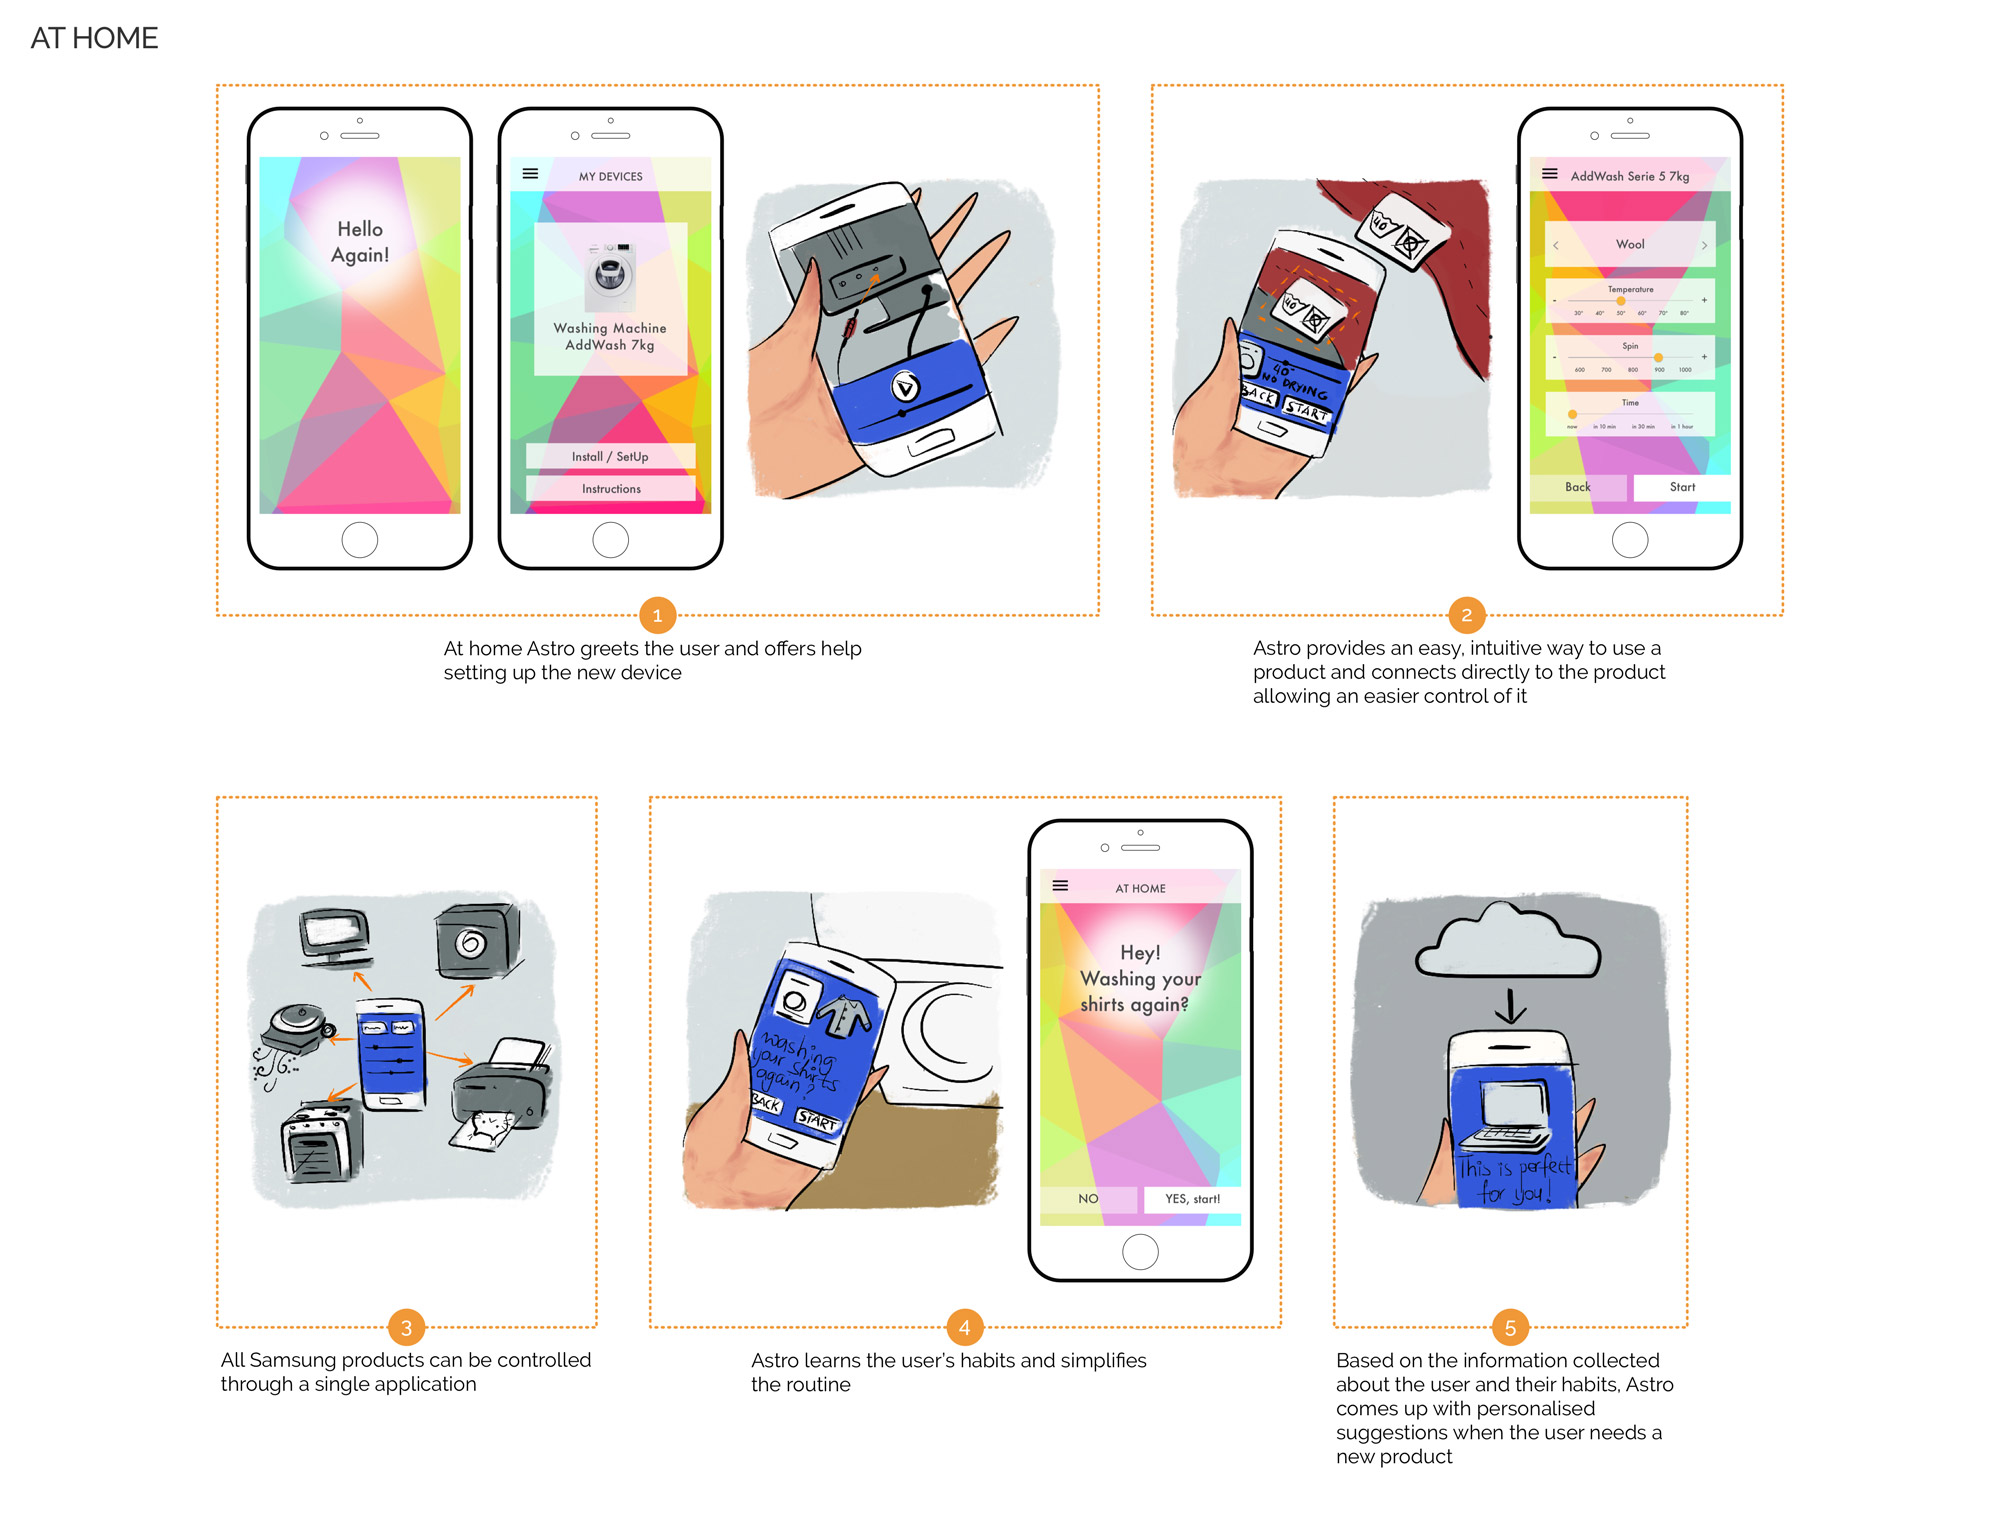 AT HOME
Hello
Again!
MY DEVICES
Washing Machine
AddWash 7kg
Install / SetUp
Instructions
40°
40°
40°
NO DRYING
BACK START
AddWash Serie 5 7kg
< Wool >
Temperature
- +
30° 40° 50° 60° 70° 80°
Spin
- +
600 700 800 900 1000
Time
now in 10 min in 30 min in 1 hour
Back Start
1
At home Astro greets the user and offers help
setting up the new device
2
Astro provides an easy, intuitive way to use a
product and connects directly to the product
allowing an easier control of it
washing
your shirts
again?
BACK START
AT HOME
Hey!
Washing your
shirts again?
NO YES, start!
This is perfect
for you!
3
All Samsung products can be controlled
through a single application
4
Astro learns the user's habits and simplifies
the routine
5
Based on the information collected
about the user and their habits, Astro
comes up with personalised
suggestions when the user needs a
new product